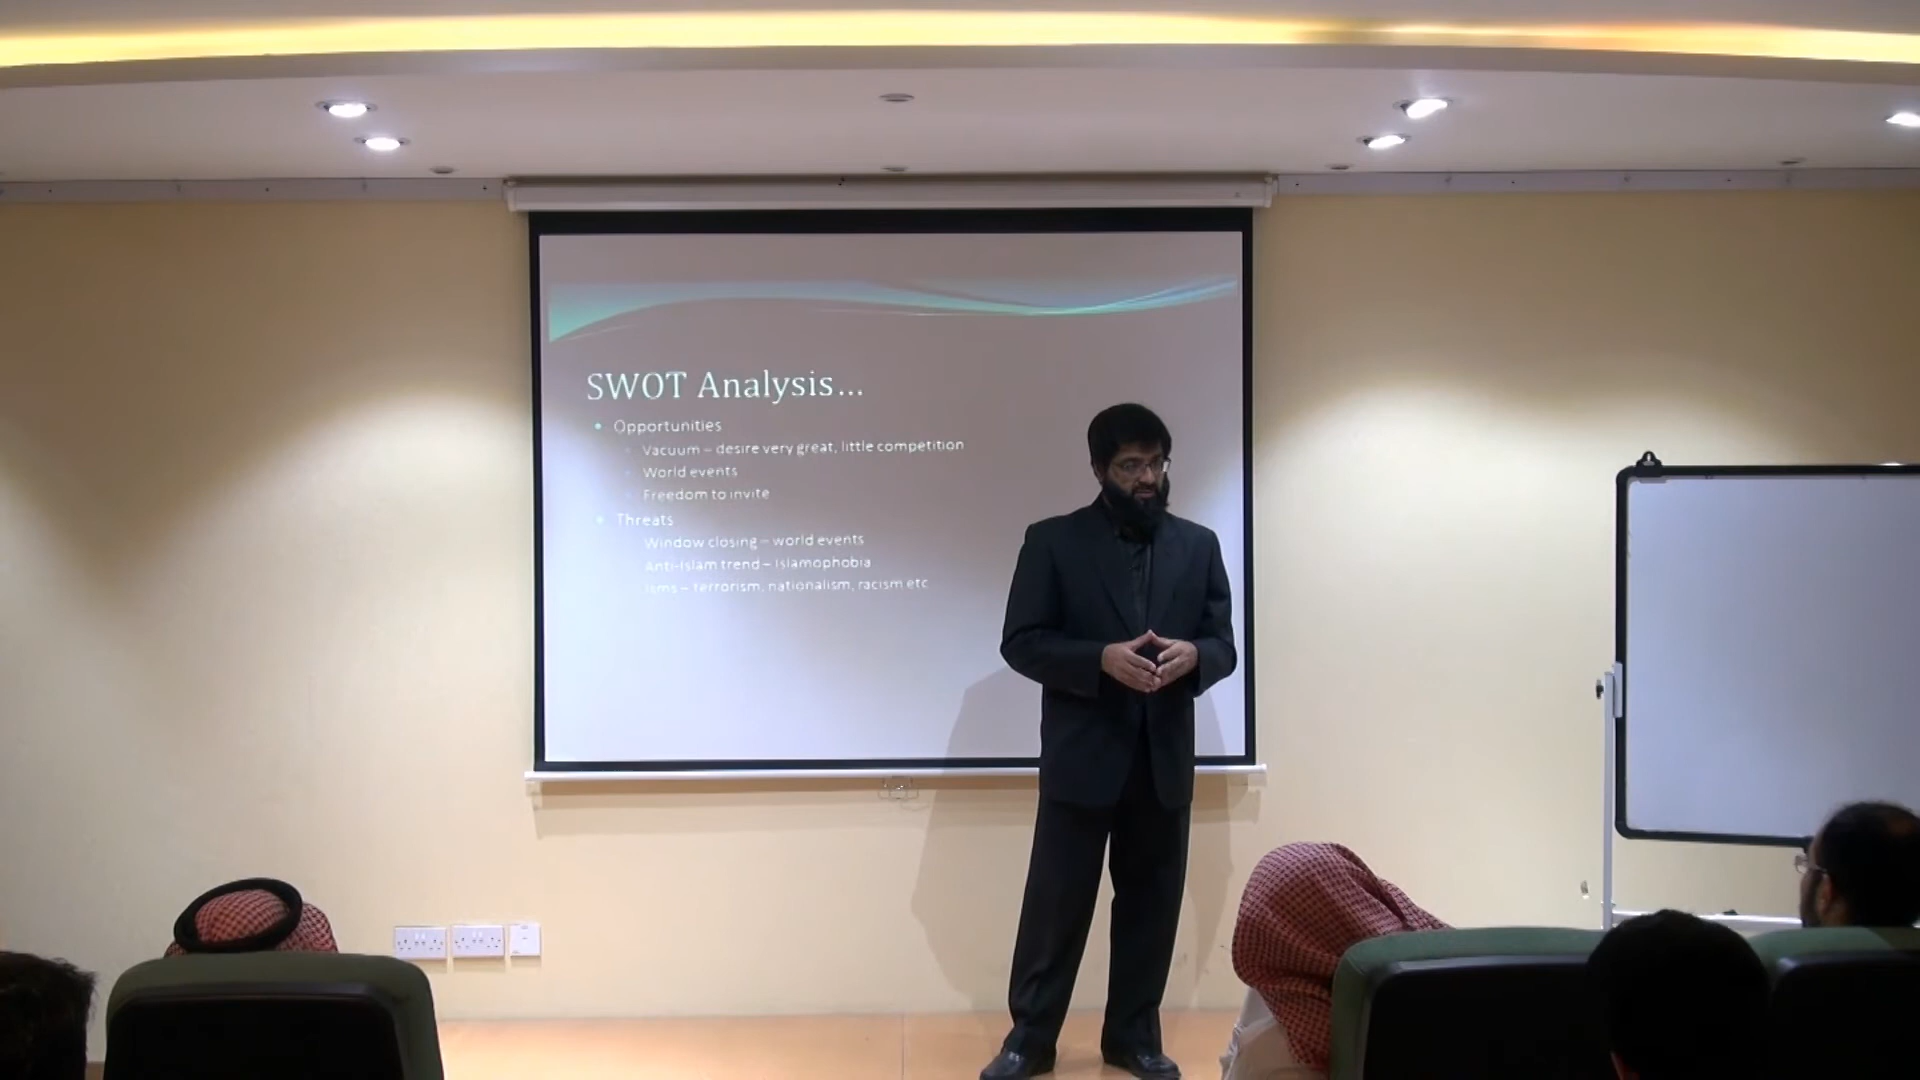 SWOT Analysis...
Opportunities
Vacuum – desire very great, little competition
World events
Freedom to invite
Threats
Window closing – world events
Anti-Islam trend – Islamophobia
Isms – terrorism, nationalism, racism etc